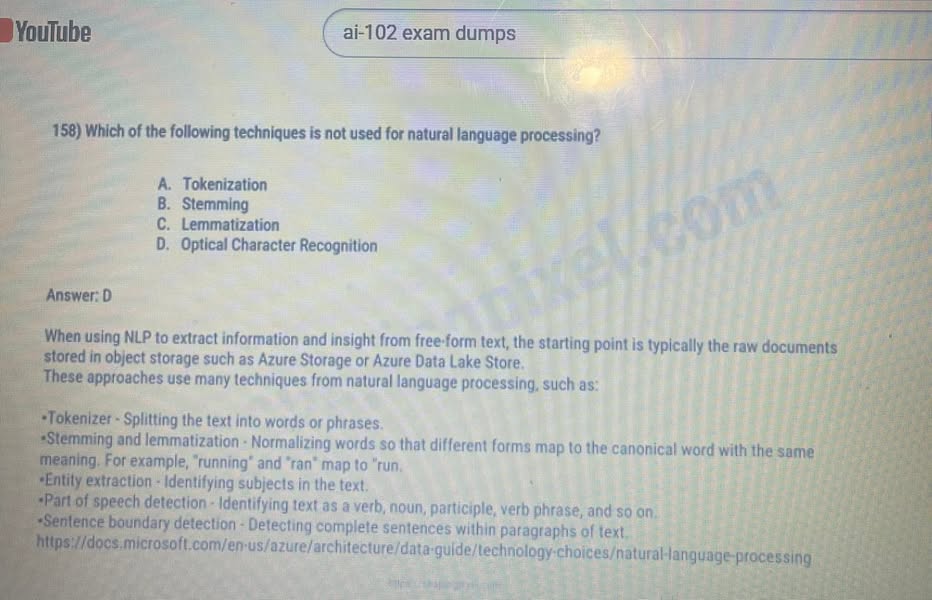 YouTube
ai-102 exam dumps
158) Which of the following techniques is not used for natural language processing?
A. Tokenization
B. Stemming
C. Lemmatization
D. Optical Character Recognition
Answer: D
When using NLP to extract information and insight from free-form text, the starting point is typically the raw documents
stored in object storage such as Azure Storage or Azure Data Lake Store.
These approaches use many techniques from natural language processing, such as:
•Tokenizer - Splitting the text into words or phrases.
•Stemming and lemmatization - Normalizing words so that different forms map to the canonical word with the same
meaning. For example, "running" and "ran" map to "run.
•Entity extraction - Identifying subjects in the text.
•Part of speech detection - Identifying text as a verb, noun, participle, verb phrase, and so on.
•Sentence boundary detection - Detecting complete sentences within paragraphs of text.
https://docs.microsoft.com/en-us/azure/architecture/data-guide/technology-choices/natural-language-processing